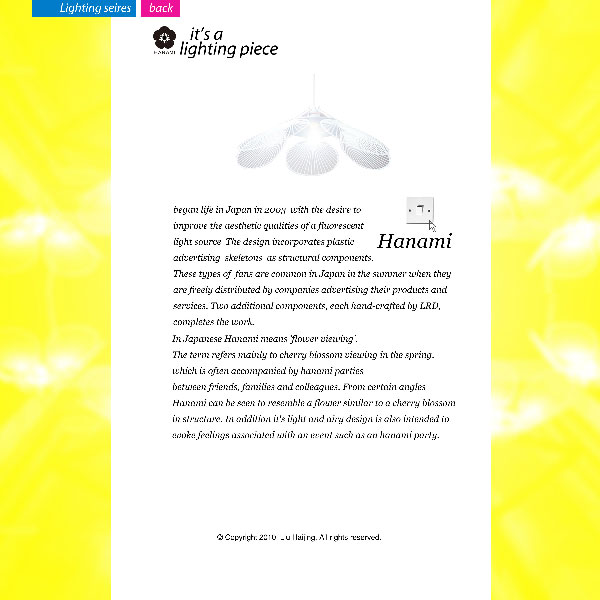 Lighting seires
back
it's a
lighting piece
HANAMI
began life in Japan in 2007 with the desire to
improve the aesthetic qualities of a fluorescent
light source The design incorporates plastic
Hanami
advertising skeletons as structural components.
These types of fans are common in Japan in the summer when they
are freely distributed by companies advertising their products and
services. Two additional components, each hand-crafted by LRD,
completes the work.
In Japanese Hanami means 'flower viewing'.
The term refers mainly to cherry blossom viewing in the spring,
which is often accompanied by hanami parties
between friends, families and colleagues. From certain angles
Hanami can be seen to resemble a flower similar to a cherry blossom
in structure. In addition it's light and airy design is also intended to
evoke feelings associated with an event such as an hanami party.
© Copyright 2010 Liu Haijing. All rights reserved.